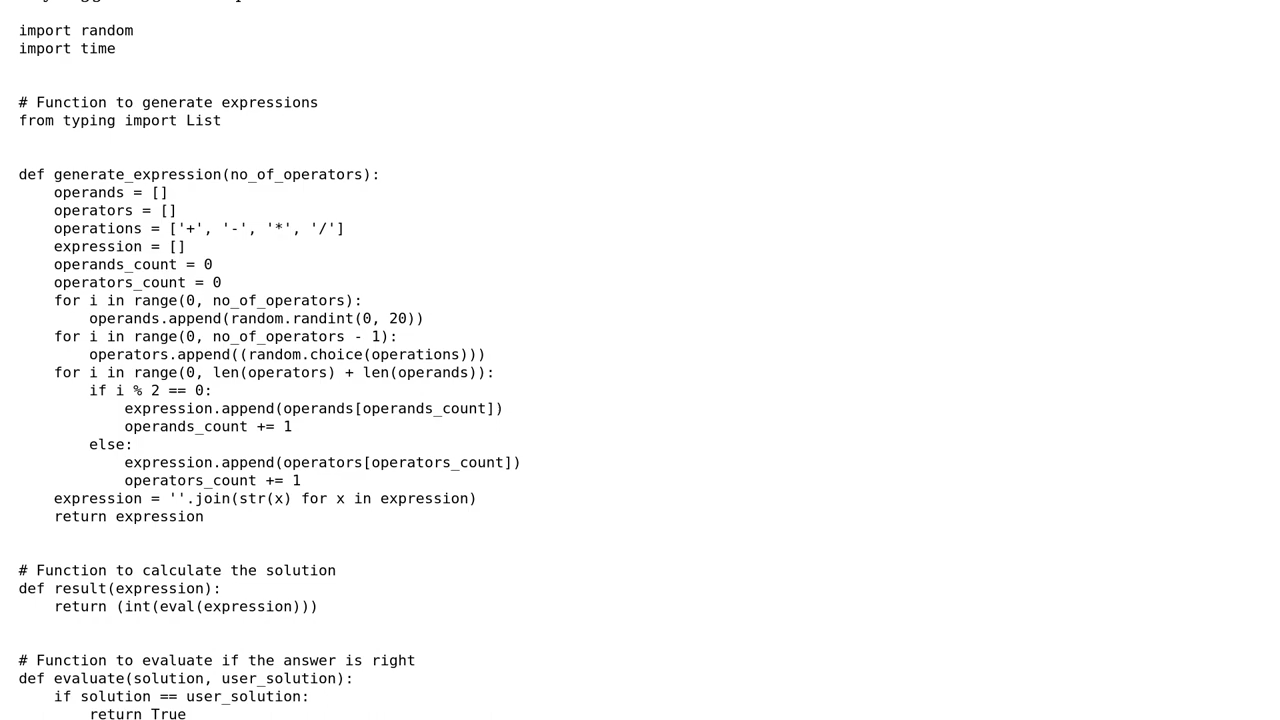 import random
import time
# Function to generate expressions
from typing import List
def generate_expression(no_of_operators):
    operands = []
    operators = []
    operations = ['+', '-', '*', '/']
    expression = []
    operands_count = 0
    operators_count = 0
    for i in range(0, no_of_operators):
        operands.append(random.randint(0, 20))
    for i in range(0, no_of_operators - 1):
        operators.append((random.choice(operations)))
    for i in range(0, len(operators) + len(operands)):
        if i % 2 == 0:
            expression.append(operands[operands_count])
            operands_count += 1
        else:
            expression.append(operators[operators_count])
            operators_count += 1
    expression = ''.join(str(x) for x in expression)
    return expression
# Function to calculate the solution
def result(expression):
    return (int(eval(expression)))
# Function to evaluate if the answer is right
def evaluate(solution, user_solution):
    if solution == user_solution:
        return True